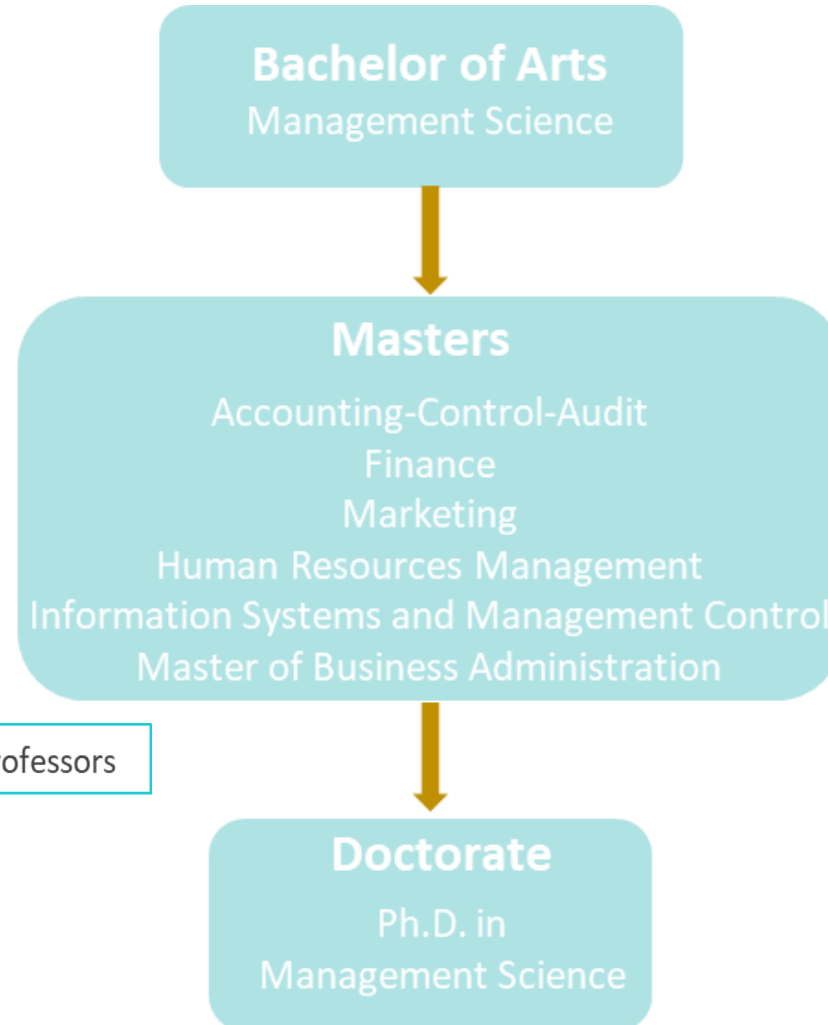 Bachelor of Arts
Management Science
Masters
Accounting-Control-Audit
Finance
Marketing
Human Resources Management
Information Systems and Management Control
Master of Business Administration
Doctorate
Ph.D. in
Management Science